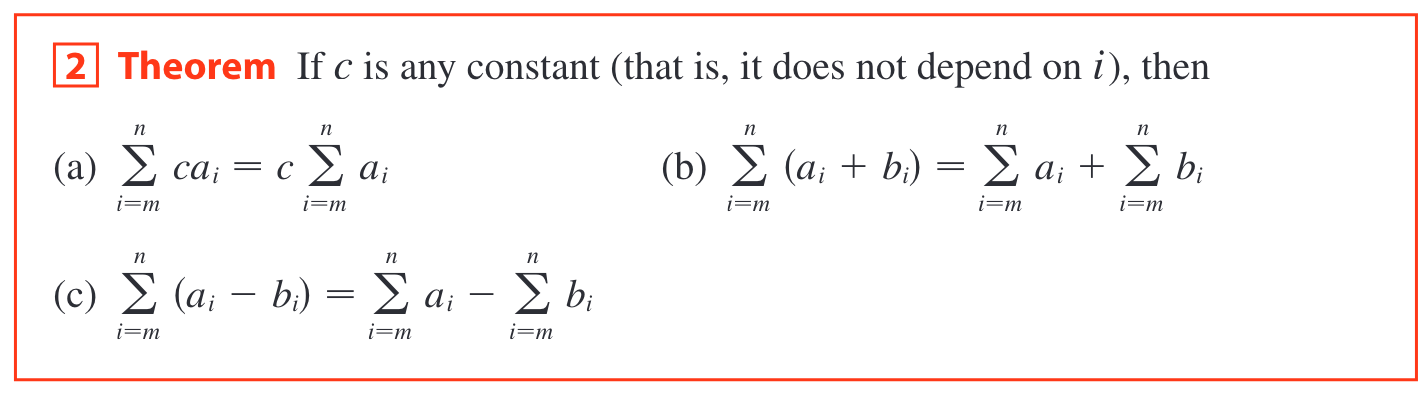 2 Theorem If c is any constant (that is, it does not depend on i), then
(a) $\sum_{i=m}^{n} ca_i = c \sum_{i=m}^{n} a_i$ (b) $\sum_{i=m}^{n} (a_i + b_i) = \sum_{i=m}^{n} a_i + \sum_{i=m}^{n} b_i$
(c) $\sum_{i=m}^{n} (a_i - b_i) = \sum_{i=m}^{n} a_i - \sum_{i=m}^{n} b_i$